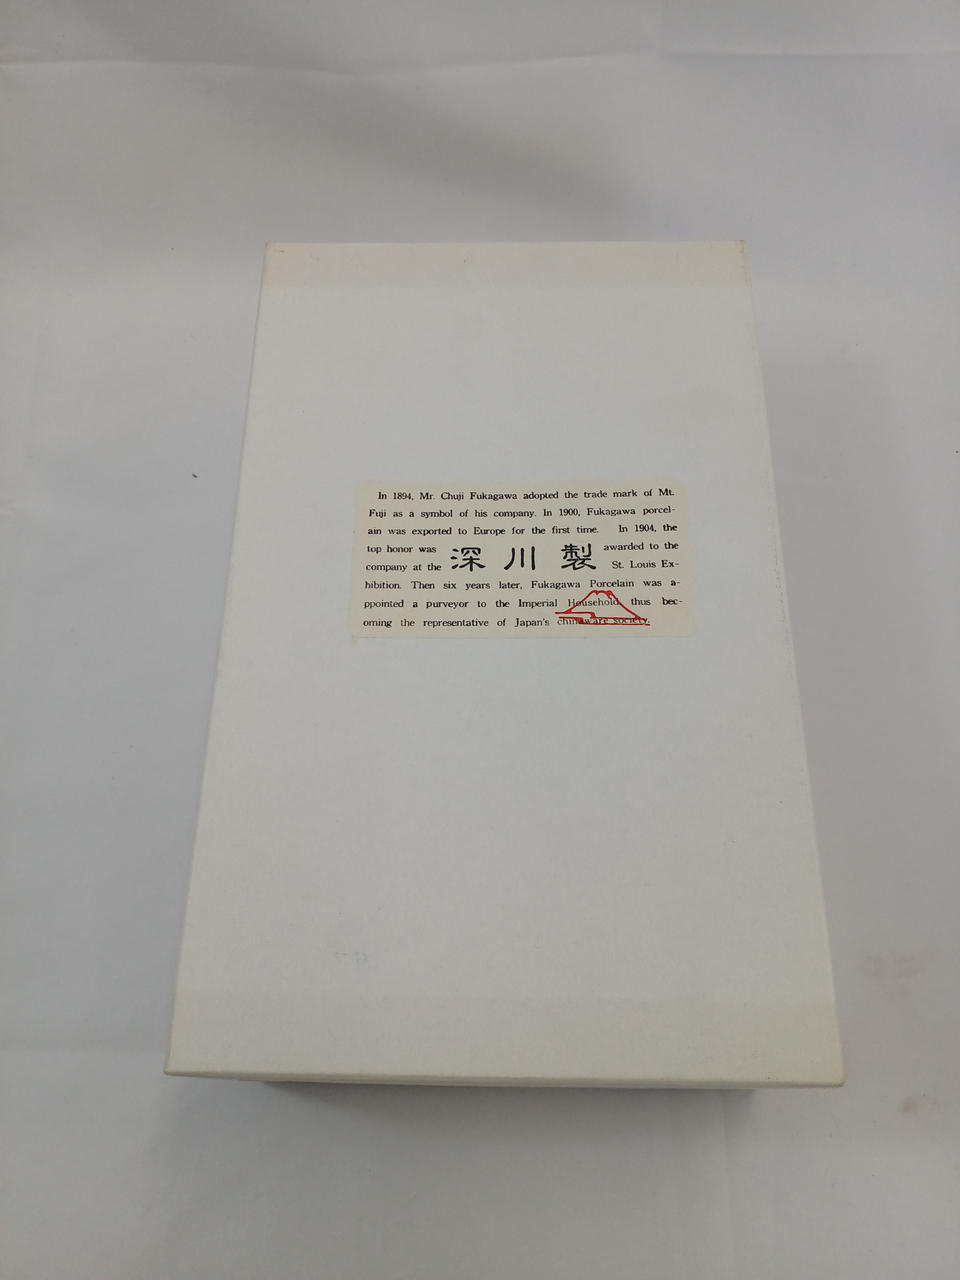 In 1894, Mr. Chuji Fukagawa adopted the trade mark of Mt.
Fuji as a symbol of his company. In 1900, Fukagawa porcel-
ain was exported to Europe for the first time. In 1904, the
top honor was 深川製 awarded to the
company at the St. Louis Ex-
hibition. Then six years later, Fukagawa Porcelain was a-
ppointed a purveyor to the Imperial Household, thus bec-
oming the representative of Japan's chinaware society.